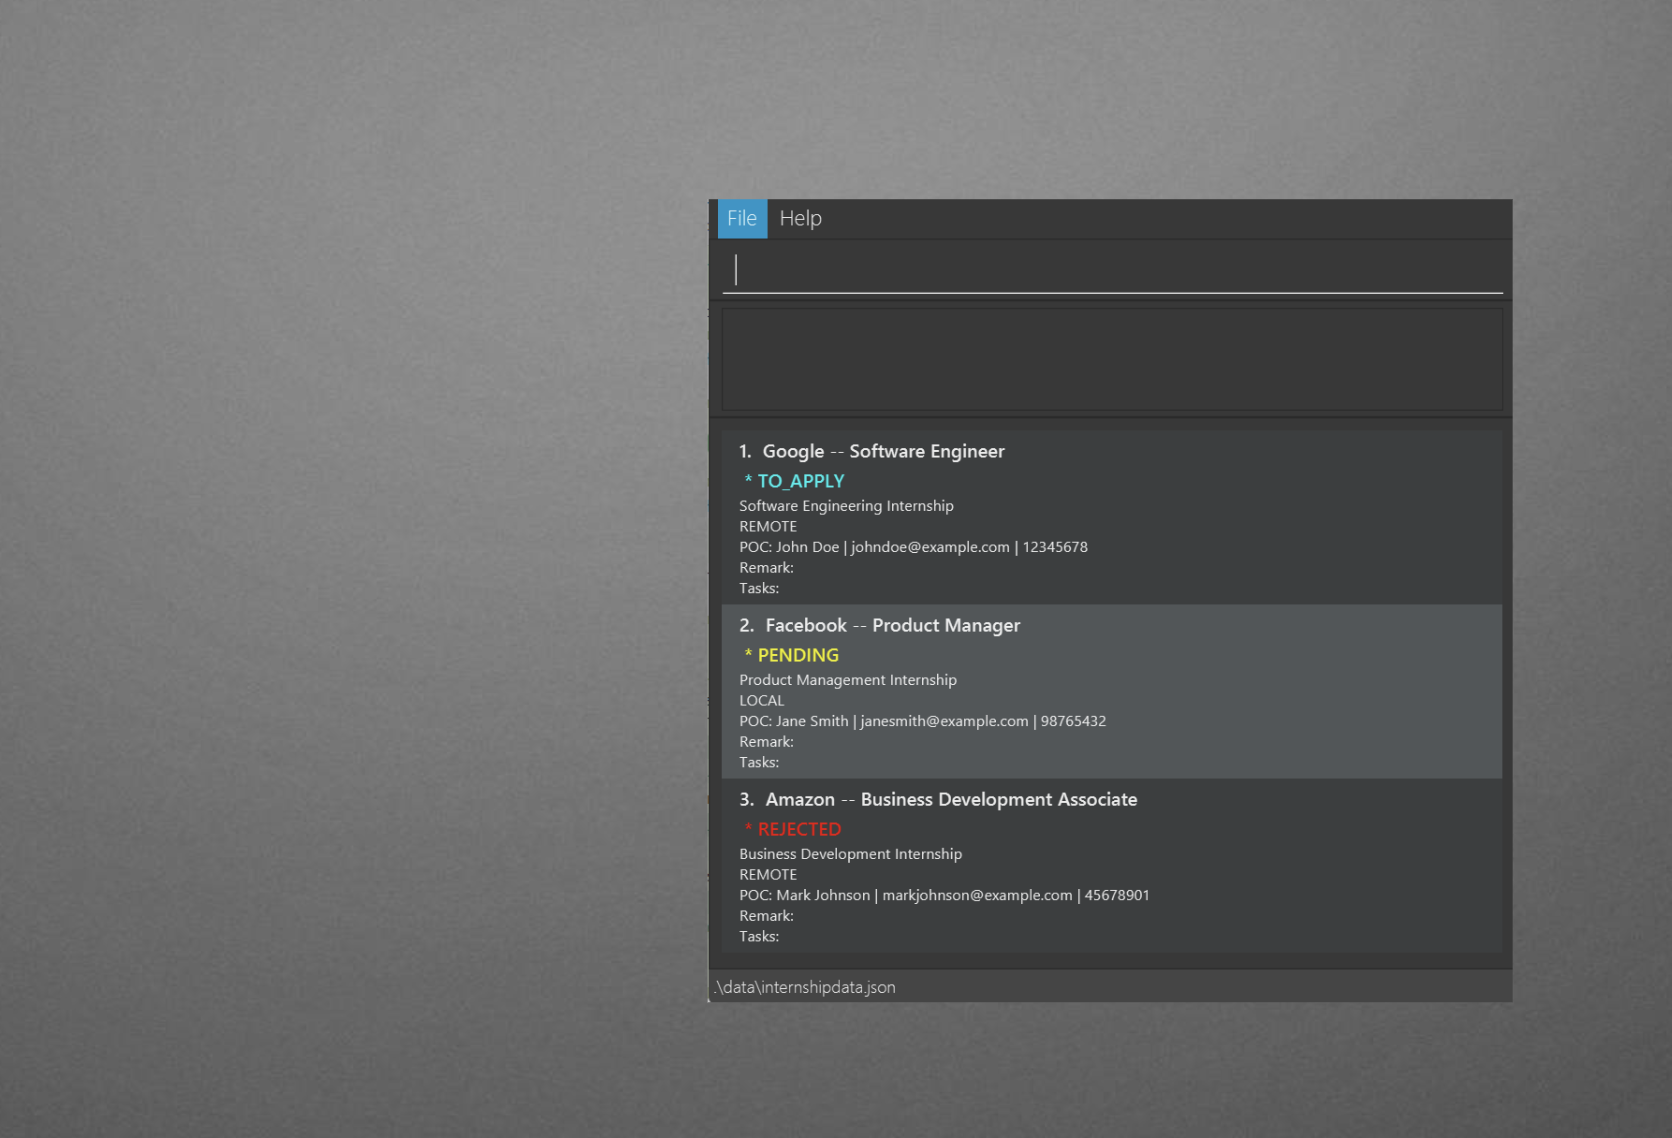 File Help
1. Google -- Software Engineer
* TO_APPLY
Software Engineering Internship
REMOTE
POC: John Doe | johndoe@example.com | 12345678
Remark:
Tasks:
2. Facebook -- Product Manager
* PENDING
Product Management Internship
LOCAL
POC: Jane Smith | janesmith@example.com | 98765432
Remark:
Tasks:
3. Amazon -- Business Development Associate
* REJECTED
Business Development Internship
REMOTE
POC: Mark Johnson | markjohnson@example.com | 45678901
Remark:
Tasks:
.\data\internshipdata.json